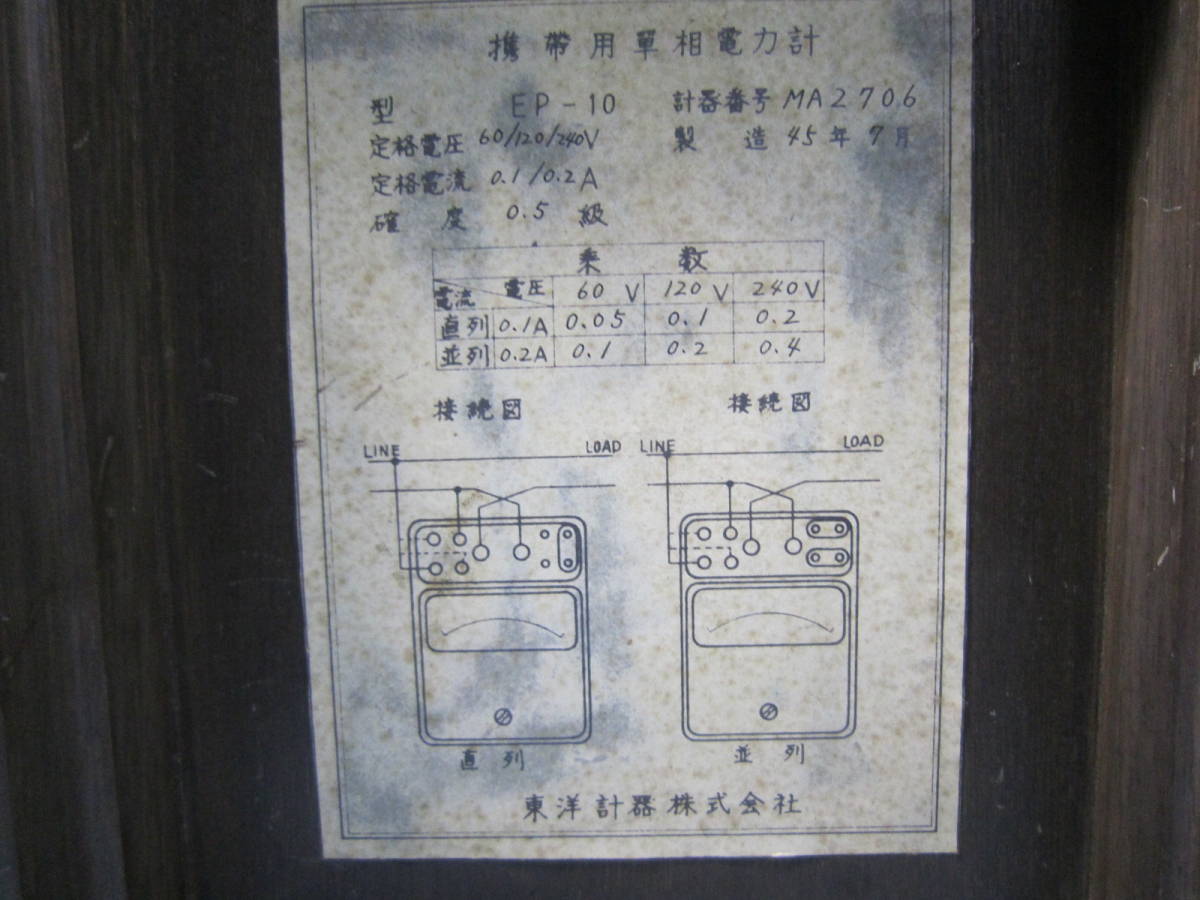 携帯用單相電力計
型 EP-10 計器番号 MA2706
定格電圧 60/120/240V 製造 45年7月
定格電流 0.1/0.2A
確度 0.5 級
乗数
電流 電圧 60 V 120 V 240 V
直列 0.1A 0.05 0.1 0.2
並列 0.2A 0.1 0.2 0.4
接続図 接続図
LINE LOAD LINE LOAD
直列 並列
東洋計器株式会社